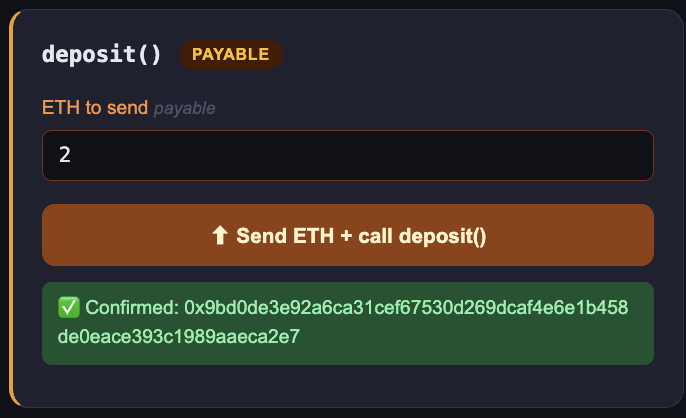 deposit() PAYABLE
ETH to send payable
2
⬆ Send ETH + call deposit()
✅ Confirmed: 0x9bd0de3e92a6ca31cef67530d269dcaf4e6e1b458
de0eace393c1989aaeca2e7